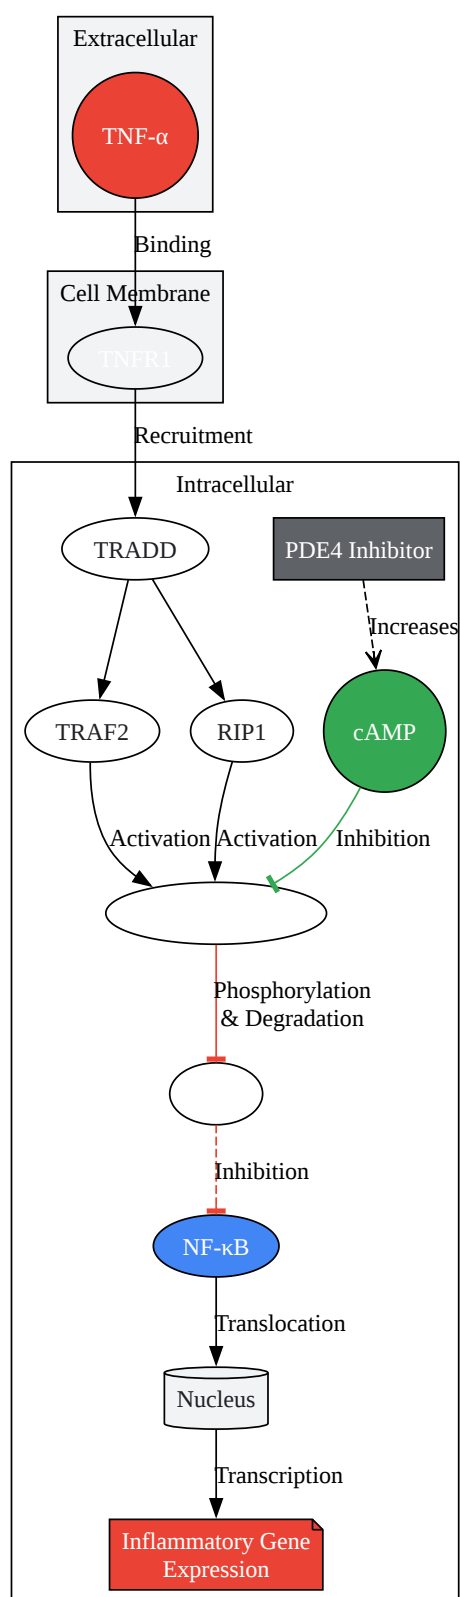 Extracellular
TNF-α
Binding
Cell Membrane
TNFR1
Recruitment
Intracellular
TRADD
PDE4 Inhibitor
Increases
TRAF2
RIP1
cAMP
Activation
Activation
Inhibition
Phosphorylation
& Degradation
Inhibition
NF-κB
Translocation
Nucleus
Transcription
Inflammatory Gene
Expression